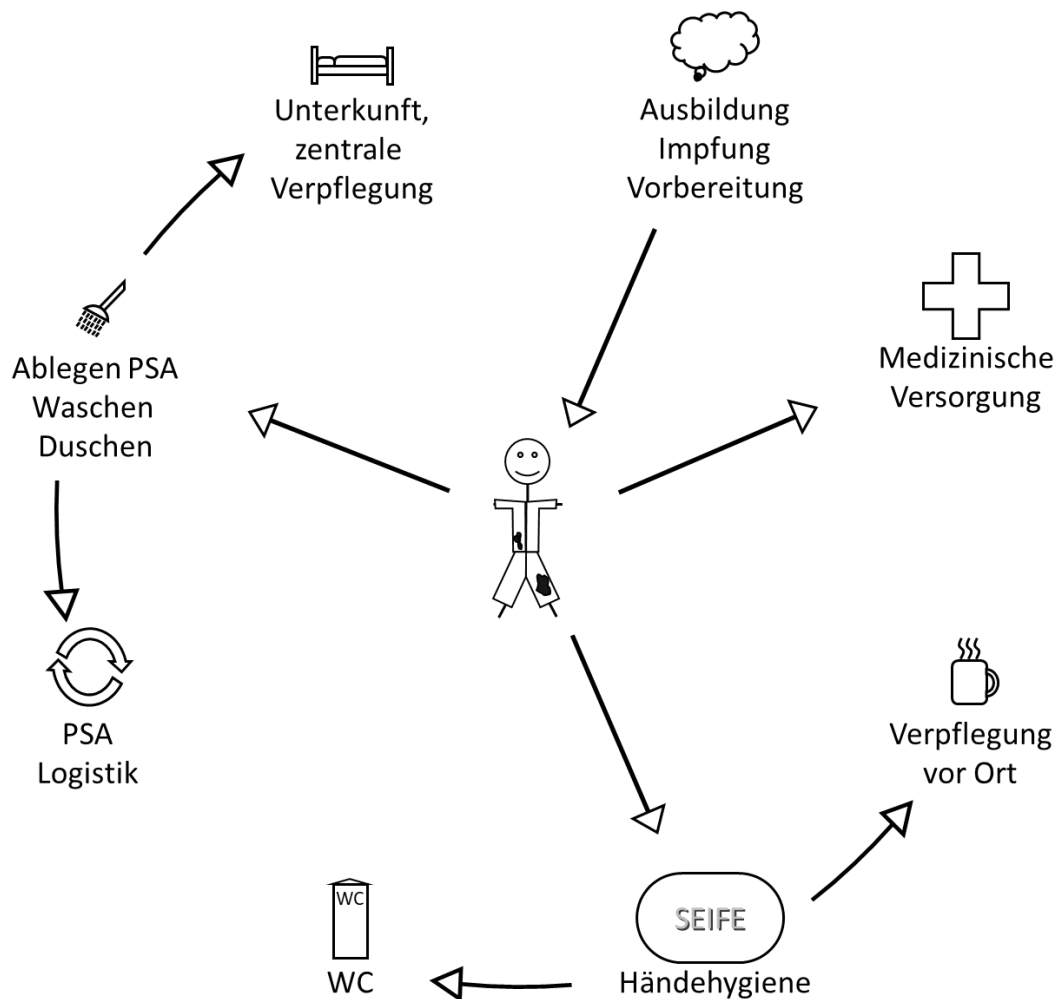 Unterkunft,
zentrale
Verpflegung
Ausbildung
Impfung
Vorbereitung
Ablegen PSA
Waschen
Duschen
Medizinische
Versorgung
PSA
Logistik
Verpflegung
vor Ort
WC
WC
SEIFE
Händehygiene